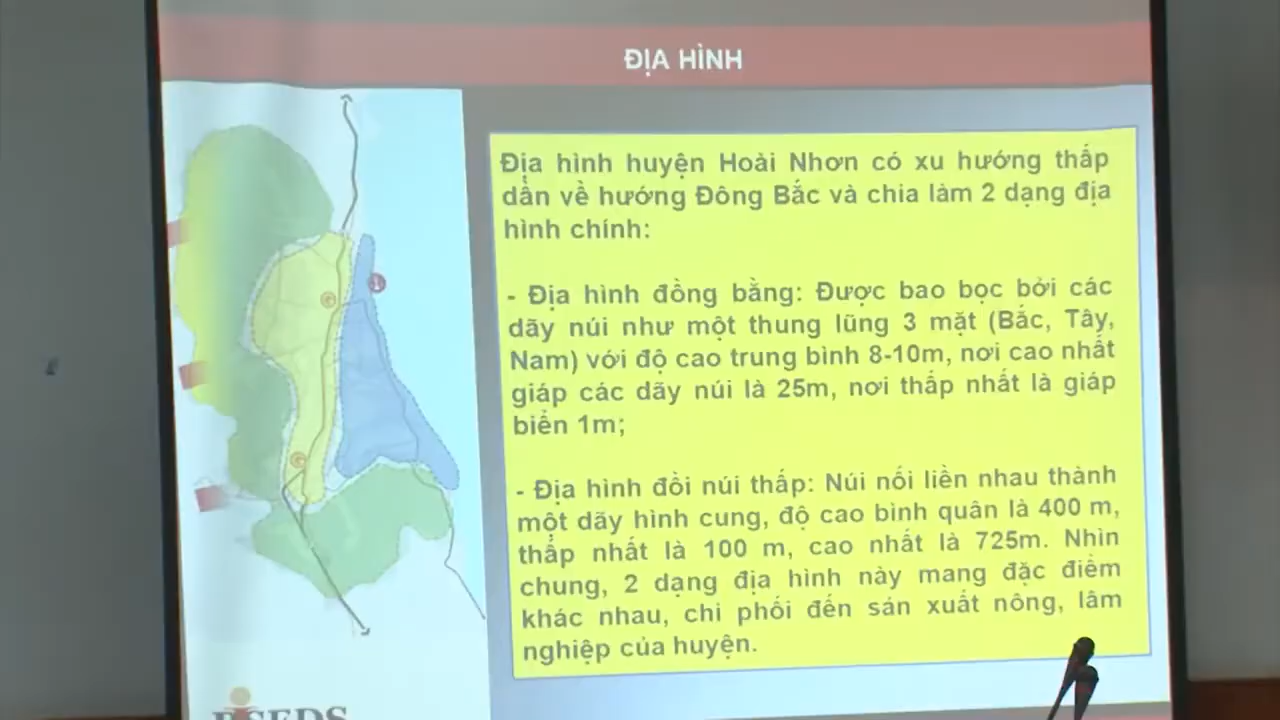 ĐỊA HÌNH
Địa hình huyện Hoài Nhơn có xu hướng thấp
dần về hướng Đông Bắc và chia làm 2 dạng địa
hình chính:
- Địa hình đồng bằng: Được bao bọc bởi các
dãy núi như một thung lũng 3 mặt (Bắc, Tây,
Nam) với độ cao trung bình 8-10m, nơi cao nhất
giáp các dãy núi là 25m, nơi thấp nhất là giáp
biển 1m;
- Địa hình đồi núi thấp: Núi nối liền nhau thành
một dãy hình cung, độ cao bình quân là 400 m,
thấp nhất là 100 m, cao nhất là 725m. Nhìn
chung, 2 dạng địa hình này mang đặc điểm
khác nhau, chi phối đến sản xuất nông, lâm
nghiệp của huyện.